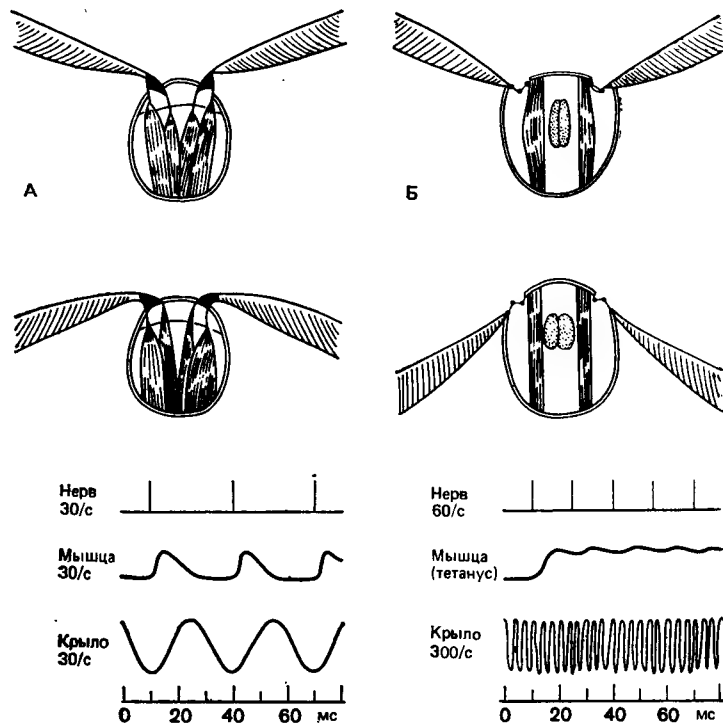 А
Б
Нерв
30/с
Мышца
30/с
Крыло
30/с
0 20 40 60 мс
Нерв
60/с
Мышца
(тетанус)
Крыло
300/с
0 20 40 60 мс